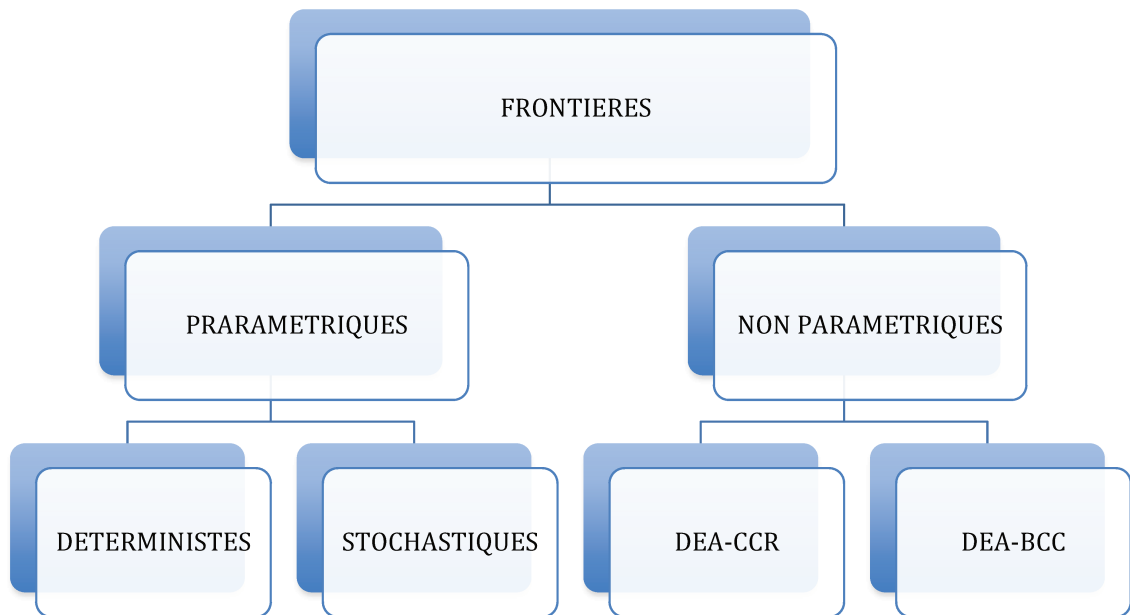 FRONTIERES
PRARAMETRIQUES
NON PARAMETRIQUES
DETERMINISTES
STOCHASTIQUES
DEA-CCR
DEA-BCC